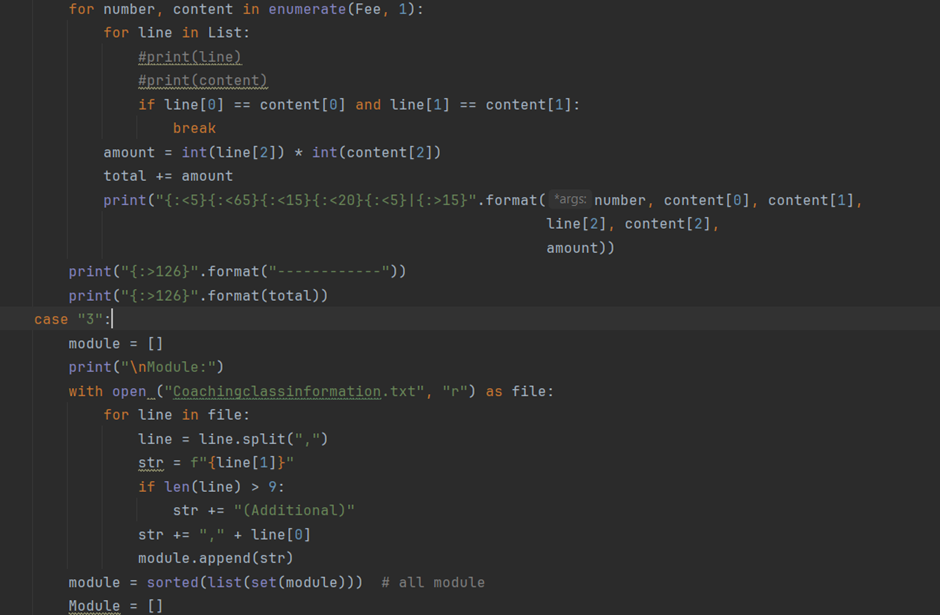 for number, content in enumerate(Fee, 1):
for line in List:
#print(line)
#print(content)
if line[0] == content[0] and line[1] == content[1]:
break
amount = int(line[2]) * int(content[2])
total += amount
print("{:<5}{:<65}{:<15}{:<20}{:<5}|{:>15}".format( *args: number, content[0], content[1],
line[2], content[2],
amount))
print("{:>126}".format("------------"))
print("{:>126}".format(total))
case "3":
module = []
print("\nModule:")
with open ("Coachingclassinformation.txt", "r") as file:
for line in file:
line = line.split(",")
str = f"{line[1]}"
if len(line) > 9:
str += "(Additional)"
str += "," + line[0]
module.append(str)
module = sorted(list(set(module))) # all module
Module = []